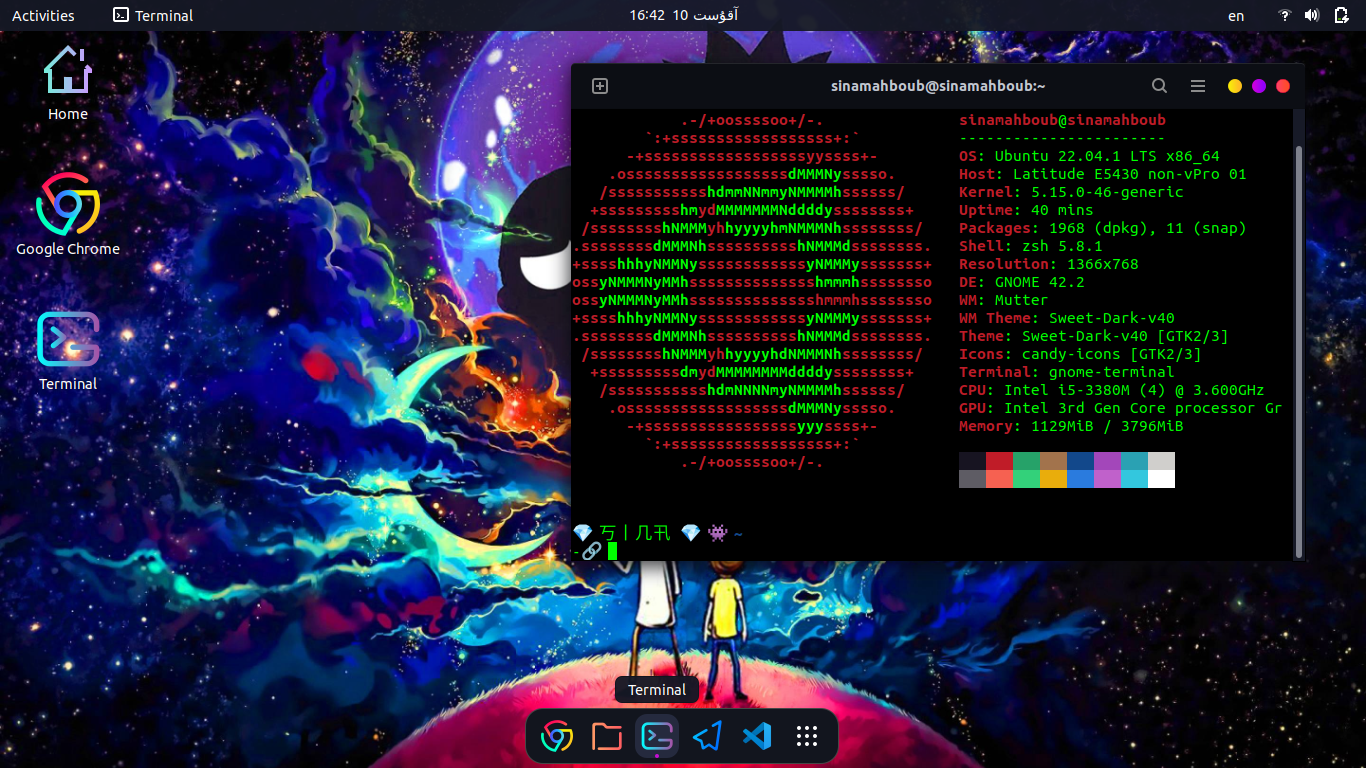 Activities
Terminal
16:42 10 آقۇست
en
Home
Google Chrome
Terminal
sinamahboub@sinamahboub:~
.-/+oossssoo+/-.
`:+ssssssssssssssssss+:`
-+ssssssssssssssssssyyssss+-
.ossssssssssssssssssdMMMNysssso.
/ssssssssssshdmmNNmmyNMMMMhssssss/
+ssssssssshmydMMMMMMMNddddyssssssss+
/sssssssshNMMMyhhyyyyhmNMMMNhssssssss/
.ssssssssdMMMNhsssssssssshNMMMdssssssss.
+sssshhhyNMMNyssssssssssssyNMMMysssssss+
ossyNMMMNyMMhsssssssssssssshmmmhssssssso
ossyNMMMNyMMhsssssssssssssshmmmhssssssso
+sssshhhyNMMNyssssssssssssyNMMMysssssss+
.ssssssssdMMMNhsssssssssshNMMMdssssssss.
/sssssssshNMMMyhhyyyyhdNMMMNhssssssss/
+sssssssssdmydMMMMMMMMddddyssssssss+
/ssssssssssshdmNNNNmyNMMMMhssssss/
.ossssssssssssssssssdMMMNysssso.
-+sssssssssssssssssyyyssss+-
`:+ssssssssssssssssss+:`
.-/+oossssoo+/-.
sinamahboub@sinamahboub
-----------------------
OS: Ubuntu 22.04.1 LTS x86_64
Host: Latitude E5430 non-vPro 01
Kernel: 5.15.0-46-generic
Uptime: 40 mins
Packages: 1968 (dpkg), 11 (snap)
Shell: zsh 5.8.1
Resolution: 1366x768
DE: GNOME 42.2
WM: Mutter
WM Theme: Sweet-Dark-v40
Theme: Sweet-Dark-v40 [GTK2/3]
Icons: candy-icons [GTK2/3]
Terminal: gnome-terminal
CPU: Intel i5-3380M (4) @ 3.600GHz
GPU: Intel 3rd Gen Core processor Gr
Memory: 1129MiB / 3796MiB
💎 丂丨几卂 💎 👾 ~
-🔗
Terminal